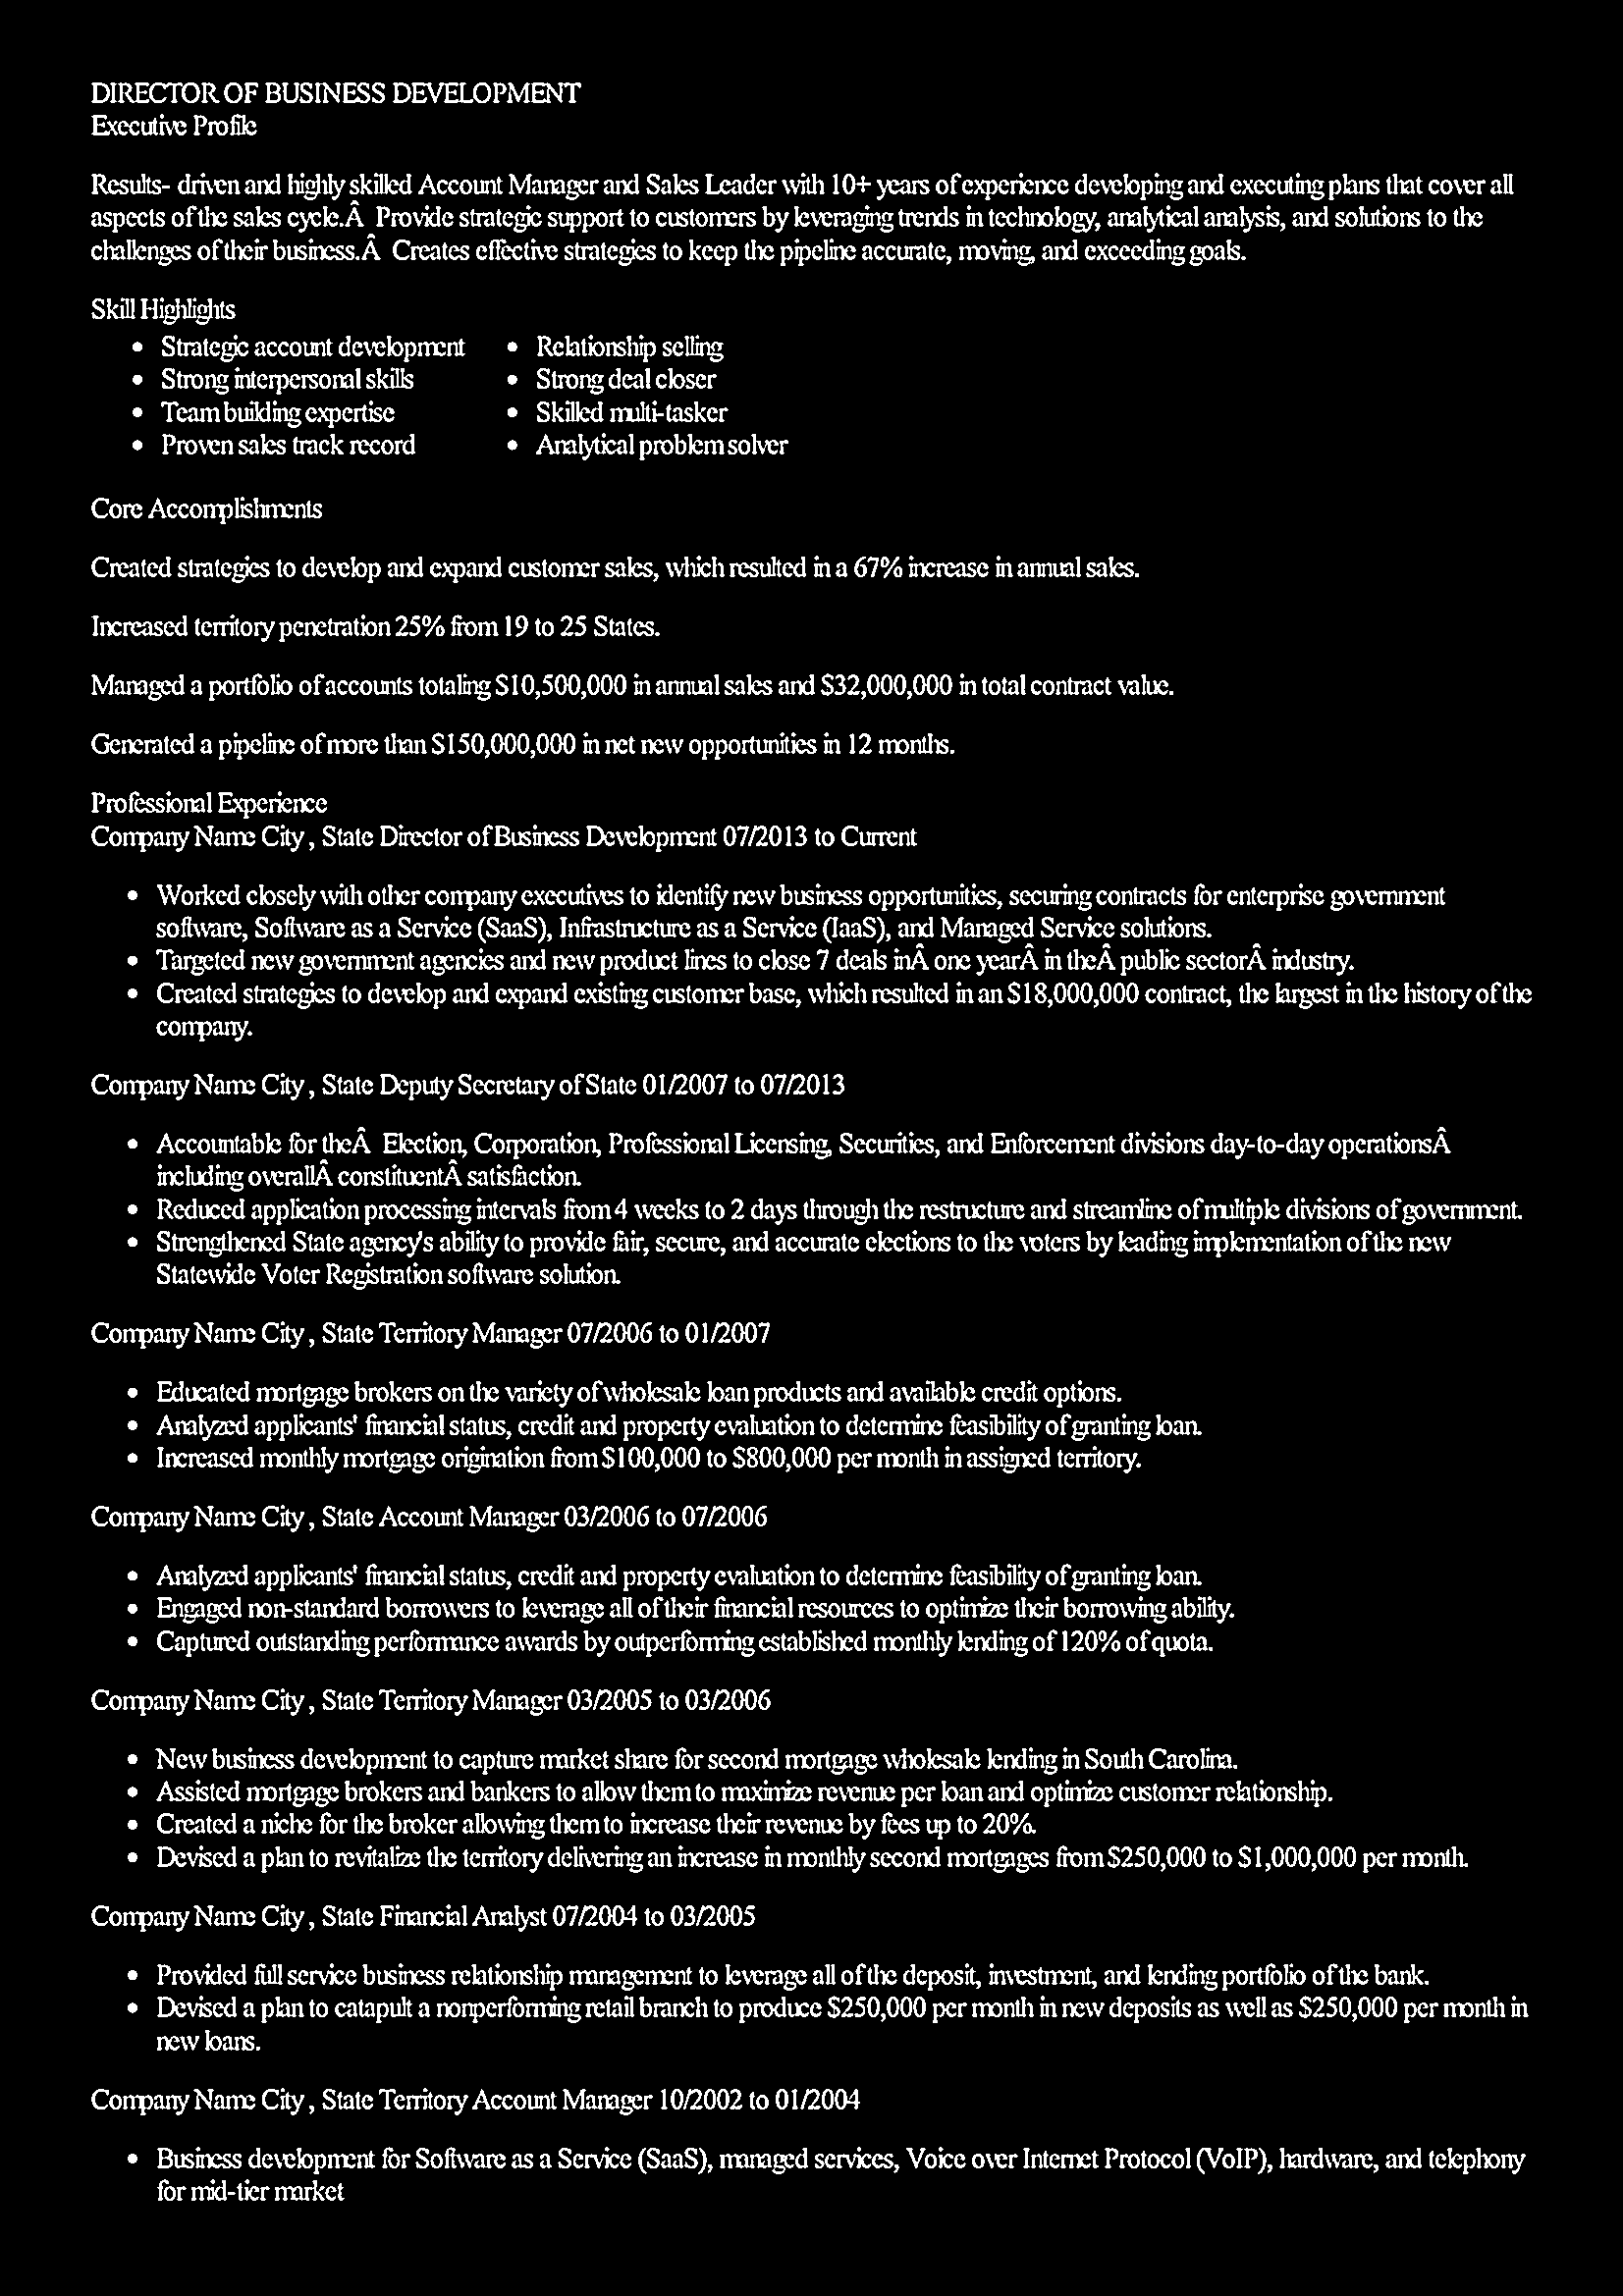 DIRECTOR OF BUSINESS DEVELOPMENT
Executive Profile
Results- driven and highly skilled Account Manager and Sales Leader with 10+ years of experience developing and executing plans that cover all
aspects of the sales cycle.Â  Provide strategic support to customers by leveraging trends in technology, analytical analysis, and solutions to the
challenges of their business.Â  Creates effective strategies to keep the pipeline accurate, moving, and exceeding goals.
Skill Highlights
• Strategic account development
• Strong interpersonal skills
• Team building expertise
• Proven sales track record
• Relationship selling
• Strong deal closer
• Skilled multi-tasker
• Analytical problem solver
Core Accomplishments
Created strategies to develop and expand customer sales, which resulted in a 67% increase in annual sales.
Increased territory penetration 25% from 19 to 25 States.
Managed a portfolio of accounts totaling $10,500,000 in annual sales and $32,000,000 in total contract value.
Generated a pipeline of more than $150,000,000 in net new opportunities in 12 months.
Professional Experience
Company Name City , State Director of Business Development 07/2013 to Current
• Worked closely with other company executives to identify new business opportunities, securing contracts for enterprise government
software, Software as a Service (SaaS), Infrastructure as a Service (IaaS), and Managed Service solutions.
• Targeted new government agencies and new product lines to close 7 deals inÂ one yearÂ in theÂ public sectorÂ industry.
• Created strategies to develop and expand existing customer base, which resulted in an $18,000,000 contract, the largest in the history of the
company.
Company Name City , State Deputy Secretary of State 01/2007 to 07/2013
• Accountable for theÂ  Election, Corporation, Professional Licensing, Securities, and Enforcement divisions day-to-day operationsÂ
including overallÂ constituentÂ satisfaction.
• Reduced application processing intervals from 4 weeks to 2 days through the restructure and streamline of multiple divisions of government.
• Strengthened State agency's ability to provide fair, secure, and accurate elections to the voters by leading implementation of the new
Statewide Voter Registration software solution.
Company Name City , State Territory Manager 07/2006 to 01/2007
• Educated mortgage brokers on the variety of wholesale loan products and available credit options.
• Analyzed applicants' financial status, credit and property evaluation to determine feasibility of granting loan.
• Increased monthly mortgage origination from $100,000 to $800,000 per month in assigned territory.
Company Name City , State Account Manager 03/2006 to 07/2006
• Analyzed applicants' financial status, credit and property evaluation to determine feasibility of granting loan.
• Engaged non-standard borrowers to leverage all of their financial resources to optimize their borrowing ability.
• Captured outstanding performance awards by outperforming established monthly lending of 120% of quota.
Company Name City , State Territory Manager 03/2005 to 03/2006
• New business development to capture market share for second mortgage wholesale lending in South Carolina.
• Assisted mortgage brokers and bankers to allow them to maximize revenue per loan and optimize customer relationship.
• Created a niche for the broker allowing them to increase their revenue by fees up to 20%.
• Devised a plan to revitalize the territory delivering an increase in monthly second mortgages from $250,000 to $1,000,000 per month.
Company Name City , State Financial Analyst 07/2004 to 03/2005
• Provided full service business relationship management to leverage all of the deposit, investment, and lending portfolio of the bank.
• Devised a plan to catapult a nonperforming retail branch to produce $250,000 per month in new deposits as well as $250,000 per month in
new loans.
Company Name City , State Territory Account Manager 10/2002 to 01/2004
• Business development for Software as a Service (SaaS), managed services, Voice over Internet Protocol (VoIP), hardware, and telephony
for mid-tier market